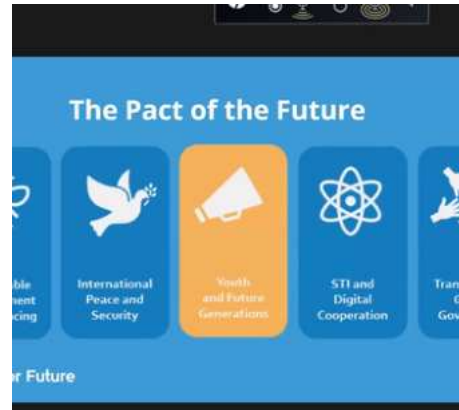 The Pact of the Future
International
Peace and
Security
Youth
and Future
Generations
STI and
Digital
Cooperation
r Future